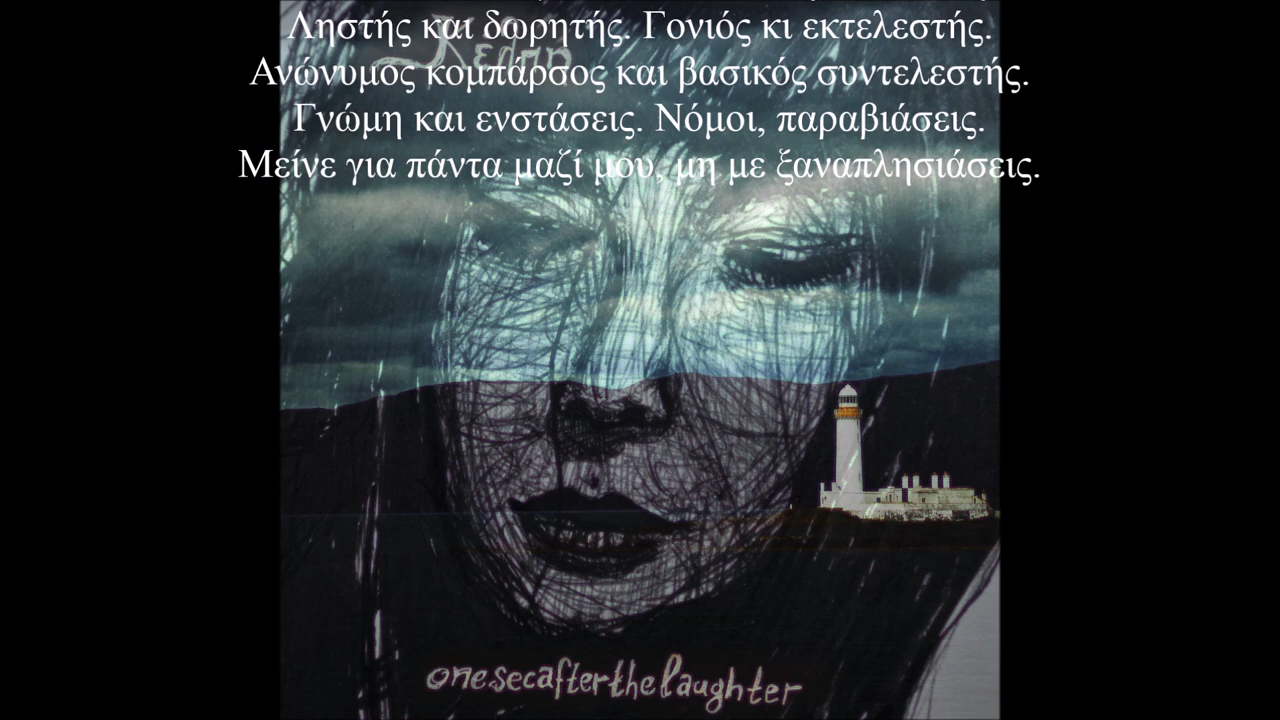 Ληστής και δωρητής. Γονιός κι εκτελεστής.
Ανώνυμος κομπάρσος και βασικός συντελεστής.
Γνώμη και ενστάσεις. Νόμοι, παραβιάσεις.
Μείνε για πάντα μαζί μου, μη με ξαναπλησιάσεις.
onesecafterthelaughter